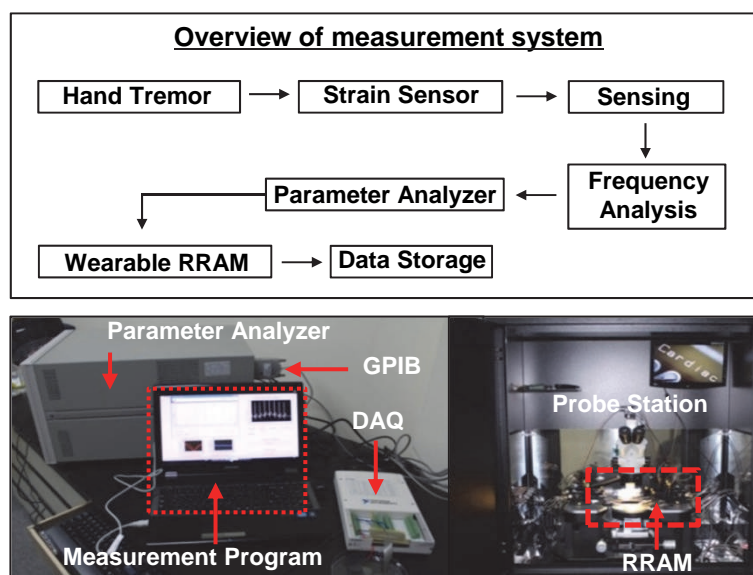 Overview of measurement system
Hand Tremor
Strain Sensor
Sensing
Frequency
Analysis
Parameter Analyzer
Wearable RRAM
Data Storage
Parameter Analyzer
GPIB
DAQ
Measurement Program
Cardiac
Probe Station
RRAM